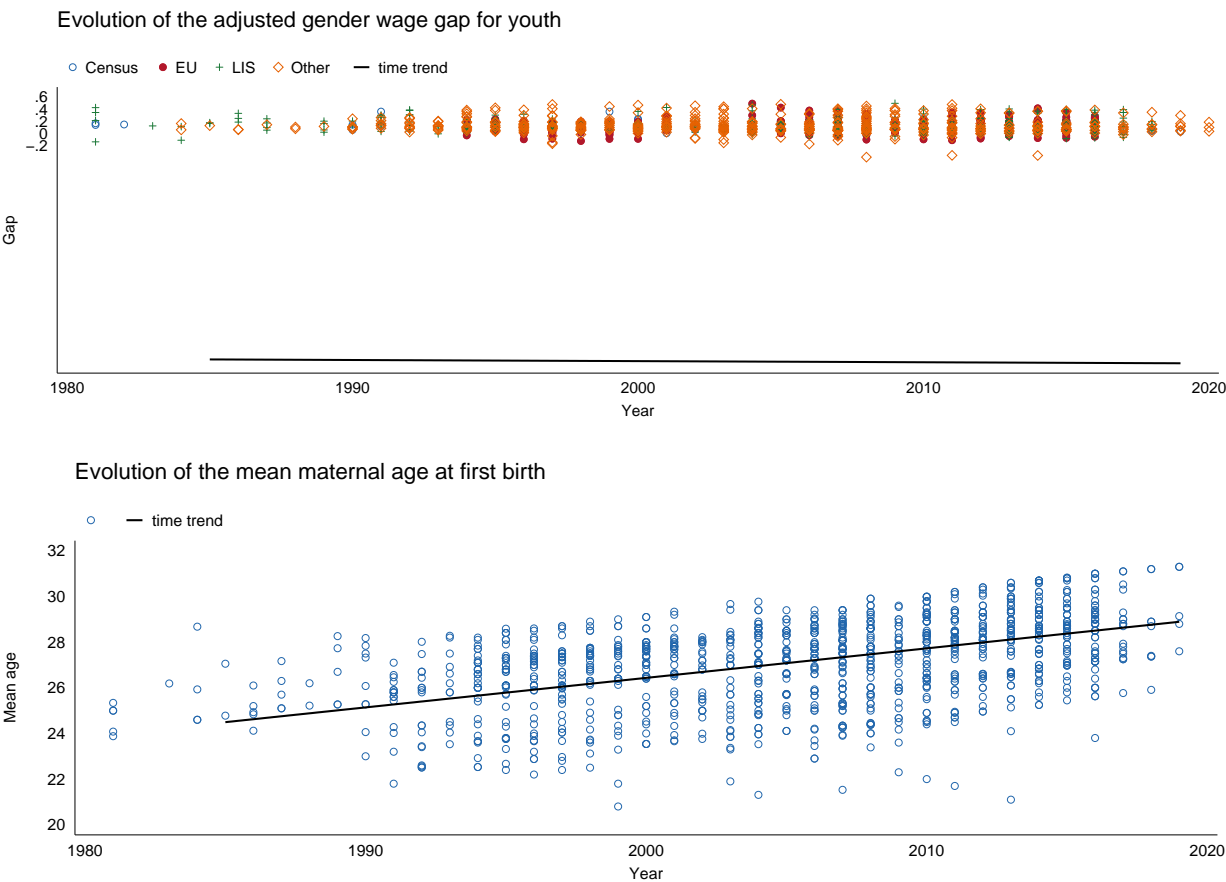 Evolution of the adjusted gender wage gap for youth
Census EU LIS Other time trend
.6
.4
.2
0
−.2
Gap
1980 1990 2000 2010 2020
Year
Evolution of the mean maternal age at first birth
time trend
32
30
28
26
24
22
20
Mean age
1980 1990 2000 2010 2020
Year